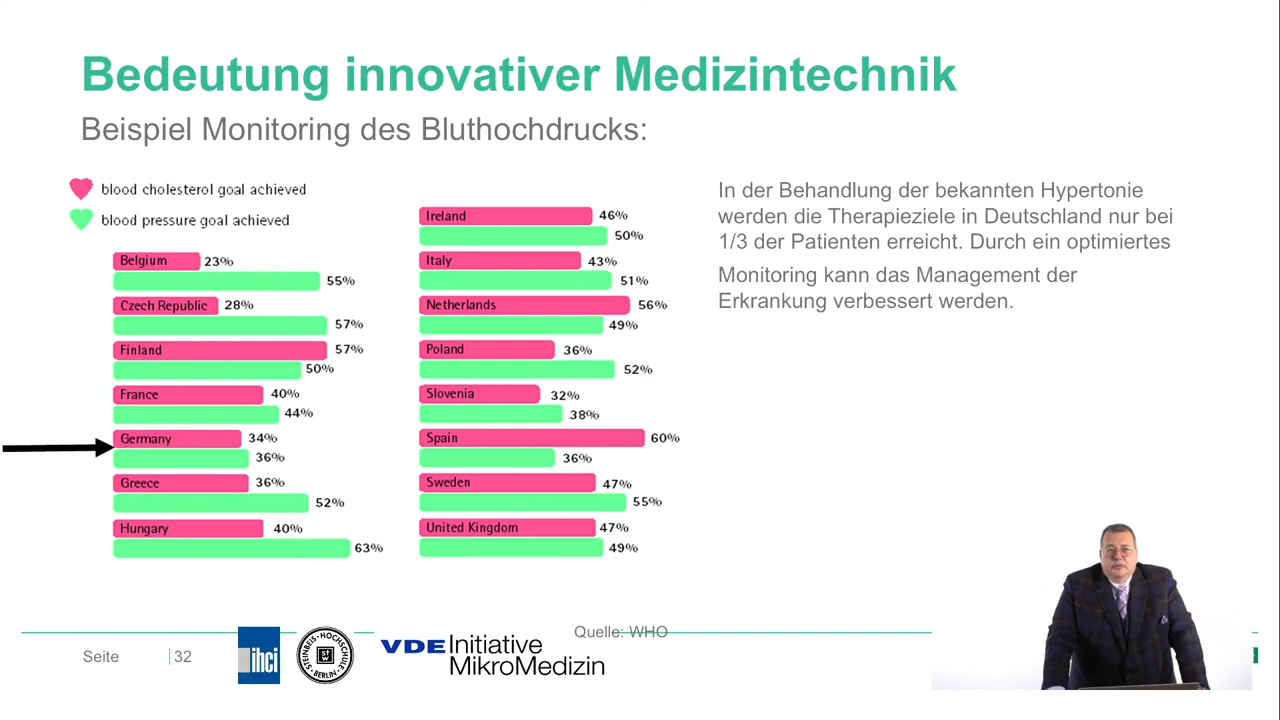 Bedeutung innovativer Medizintechnik
Beispiel Monitoring des Bluthochdrucks:
blood cholesterol goal achieved
blood pressure goal achieved
Belgium 23%
55%
Czech Republic 28%
57%
Finland 57%
50%
France 40%
44%
Germany 34%
36%
Greece 36%
52%
Hungary 40%
63%
Ireland 46%
50%
Italy 43%
51%
Netherlands 56%
49%
Poland 36%
52%
Slovenia 32%
38%
Spain 60%
36%
Sweden 47%
55%
United Kingdom 47%
49%
In der Behandlung der bekannten Hypertonie
werden die Therapieziele in Deutschland nur bei
1/3 der Patienten erreicht. Durch ein optimiertes
Monitoring kann das Management der
Erkrankung verbessert werden.
Quelle: WHO
Seite 32
ihci
STEINBEIS-HOCHSCHULE BERLIN
VDE Initiative
MikroMedizin